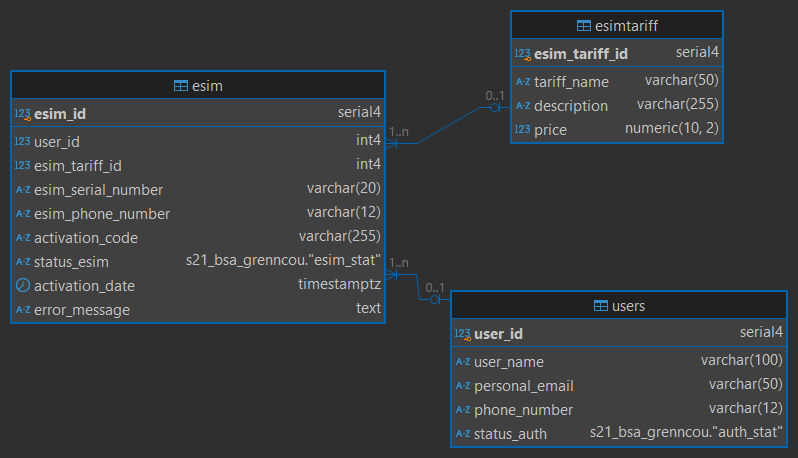 esimtariff
123 esim_tariff_id serial4
A-Z tariff_name varchar(50)
A-Z description varchar(255)
123 price numeric(10, 2)
0..1
esim
123 esim_id serial4
123 user_id int4
123 esim_tariff_id int4
A-Z esim_serial_number varchar(20)
A-Z esim_phone_number varchar(12)
A-Z activation_code varchar(255)
A-Z status_esim s21_bsa_grenncou."esim_stat"
activation_date timestamptz
A-Z error_message text
1..n
1..n
0..1
users
123 user_id serial4
A-Z user_name varchar(100)
A-Z personal_email varchar(50)
A-Z phone_number varchar(12)
A-Z status_auth s21_bsa_grenncou."auth_stat"